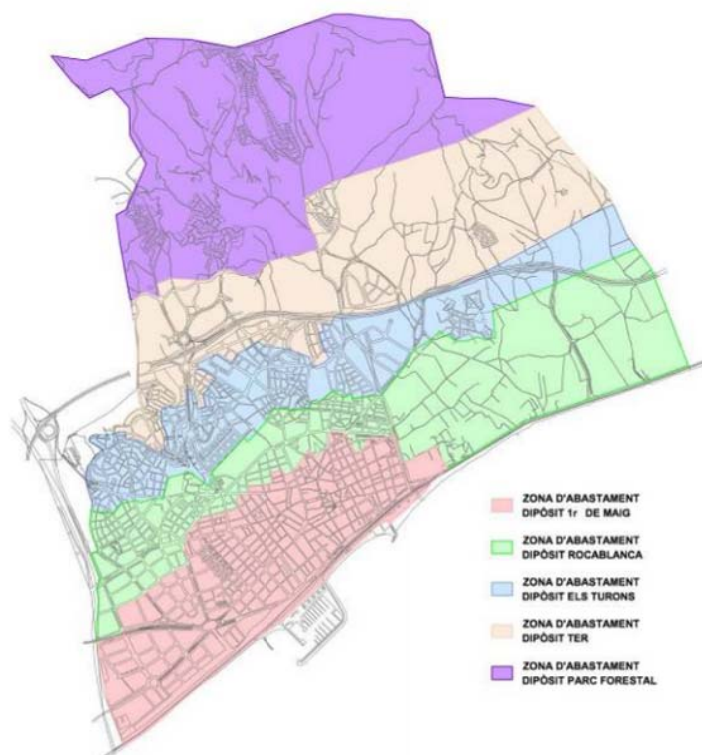 ZONA D'ABASTAMENT
DIPÒSIT 1r DE MAIG
ZONA D'ABASTAMENT
DIPÒSIT ROCABLANCA
ZONA D'ABASTAMENT
DIPÒSIT ELS TURONS
ZONA D'ABASTAMENT
DIPÒSIT TER
ZONA D'ABASTAMENT
DIPÒSIT PARC FORESTAL